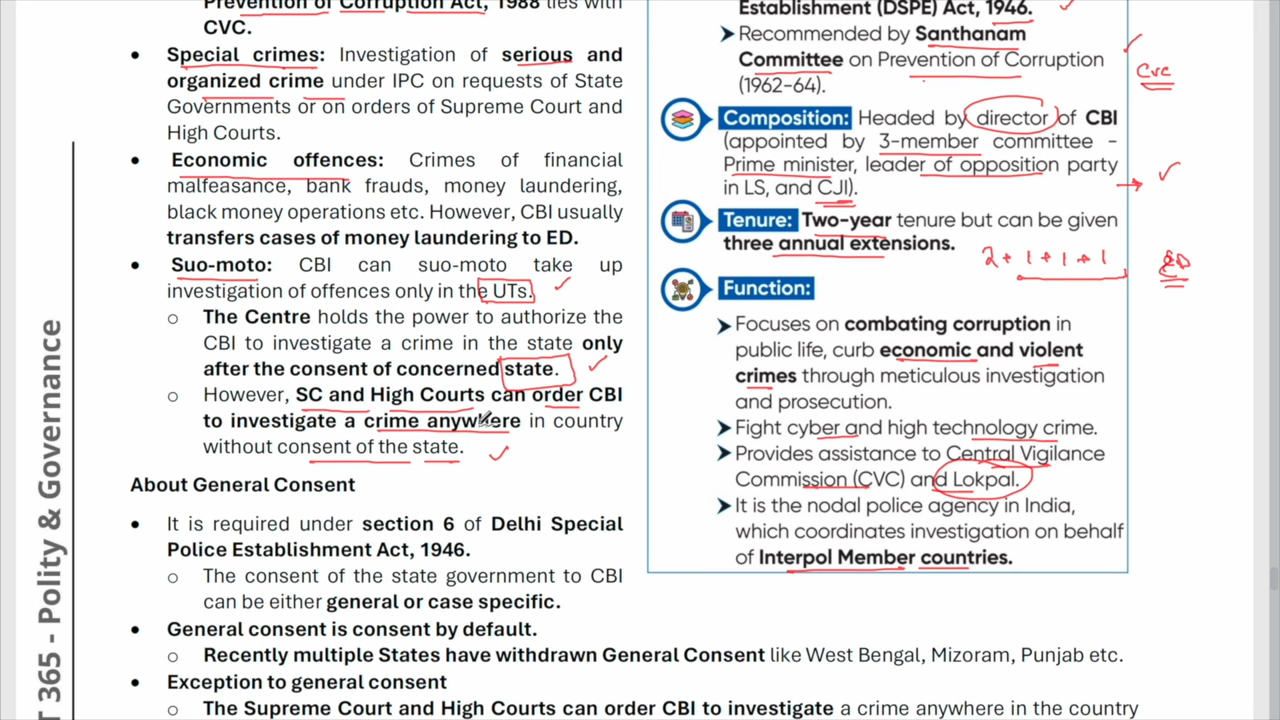 Prevention of Corruption Act, 1988 ties with
CVC.
• Special crimes: Investigation of serious and
organized crime under IPC on requests of State
Governments or on orders of Supreme Court and
High Courts.
• Economic offences: Crimes of financial
malfeasance, bank frauds, money laundering,
black money operations etc. However, CBI usually
transfers cases of money laundering to ED.
• Suo-moto: CBI can suo-moto take up
investigation of offences only in the UTs.
o The Centre holds the power to authorize the
CBI to investigate a crime in the state only
after the consent of concerned state.
o However, SC and High Courts can order CBI
to investigate a crime anywhere in country
without consent of the state.
Establishment (DSPE) Act, 1946.
➤ Recommended by Santhanam
Committee on Prevention of Corruption
(1962-64).
CVC
Composition: Headed by director of CBI
(appointed by 3-member committee -
Prime minister, leader of opposition party
in LS, and CJI).
Tenure: Two-year tenure but can be given
three annual extensions.
2 + 1 + 1 + 1
ED
Function:
➤ Focuses on combating corruption in
public life, curb economic and violent
crimes through meticulous investigation
and prosecution.
➤ Fight cyber and high technology crime.
➤ Provides assistance to Central Vigilance
Commission (CVC) and Lokpal.
➤ It is the nodal police agency in India,
which coordinates investigation on behalf
of Interpol Member countries.
About General Consent
• It is required under section 6 of Delhi Special
Police Establishment Act, 1946.
o The consent of the state government to CBI
can be either general or case specific.
• General consent is consent by default.
o Recently multiple States have withdrawn General Consent like West Bengal, Mizoram, Punjab etc.
• Exception to general consent
o The Supreme Court and High Courts can order CBI to investigate a crime anywhere in the country
T 365 - Polity & Governance